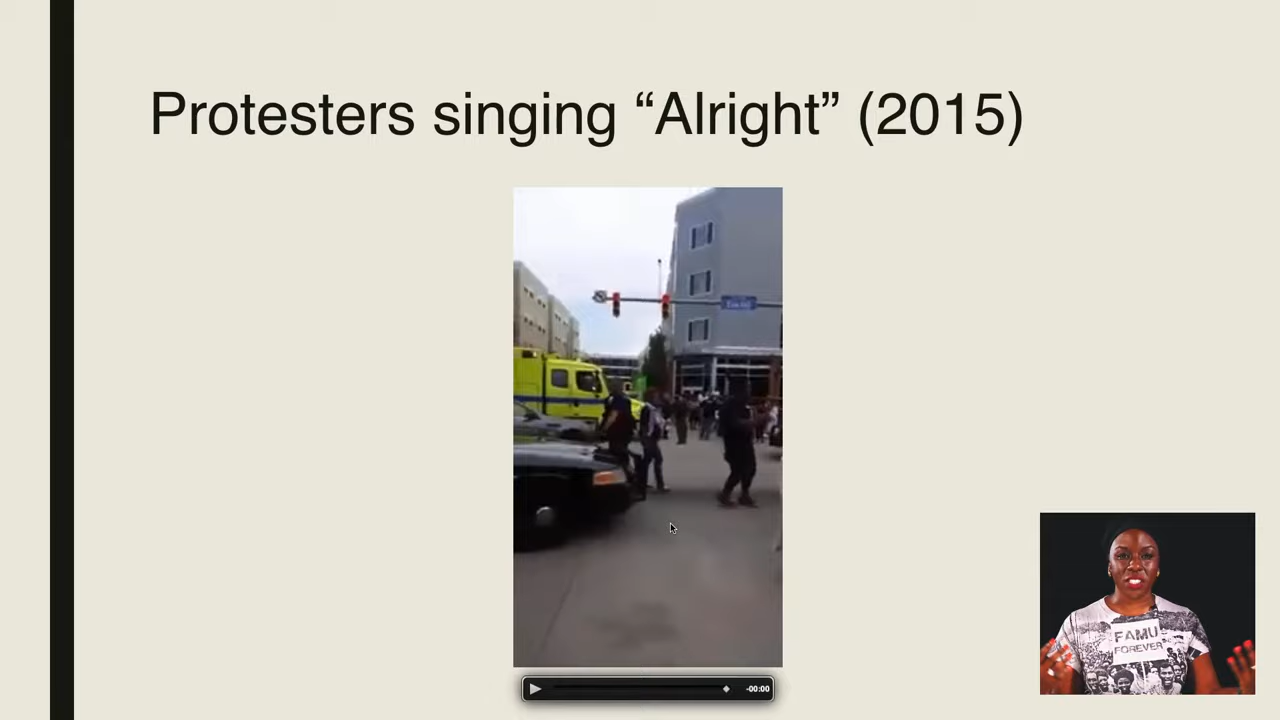 Protesters singing “Alright” (2015)
-00:00
FAMU
FOREVER